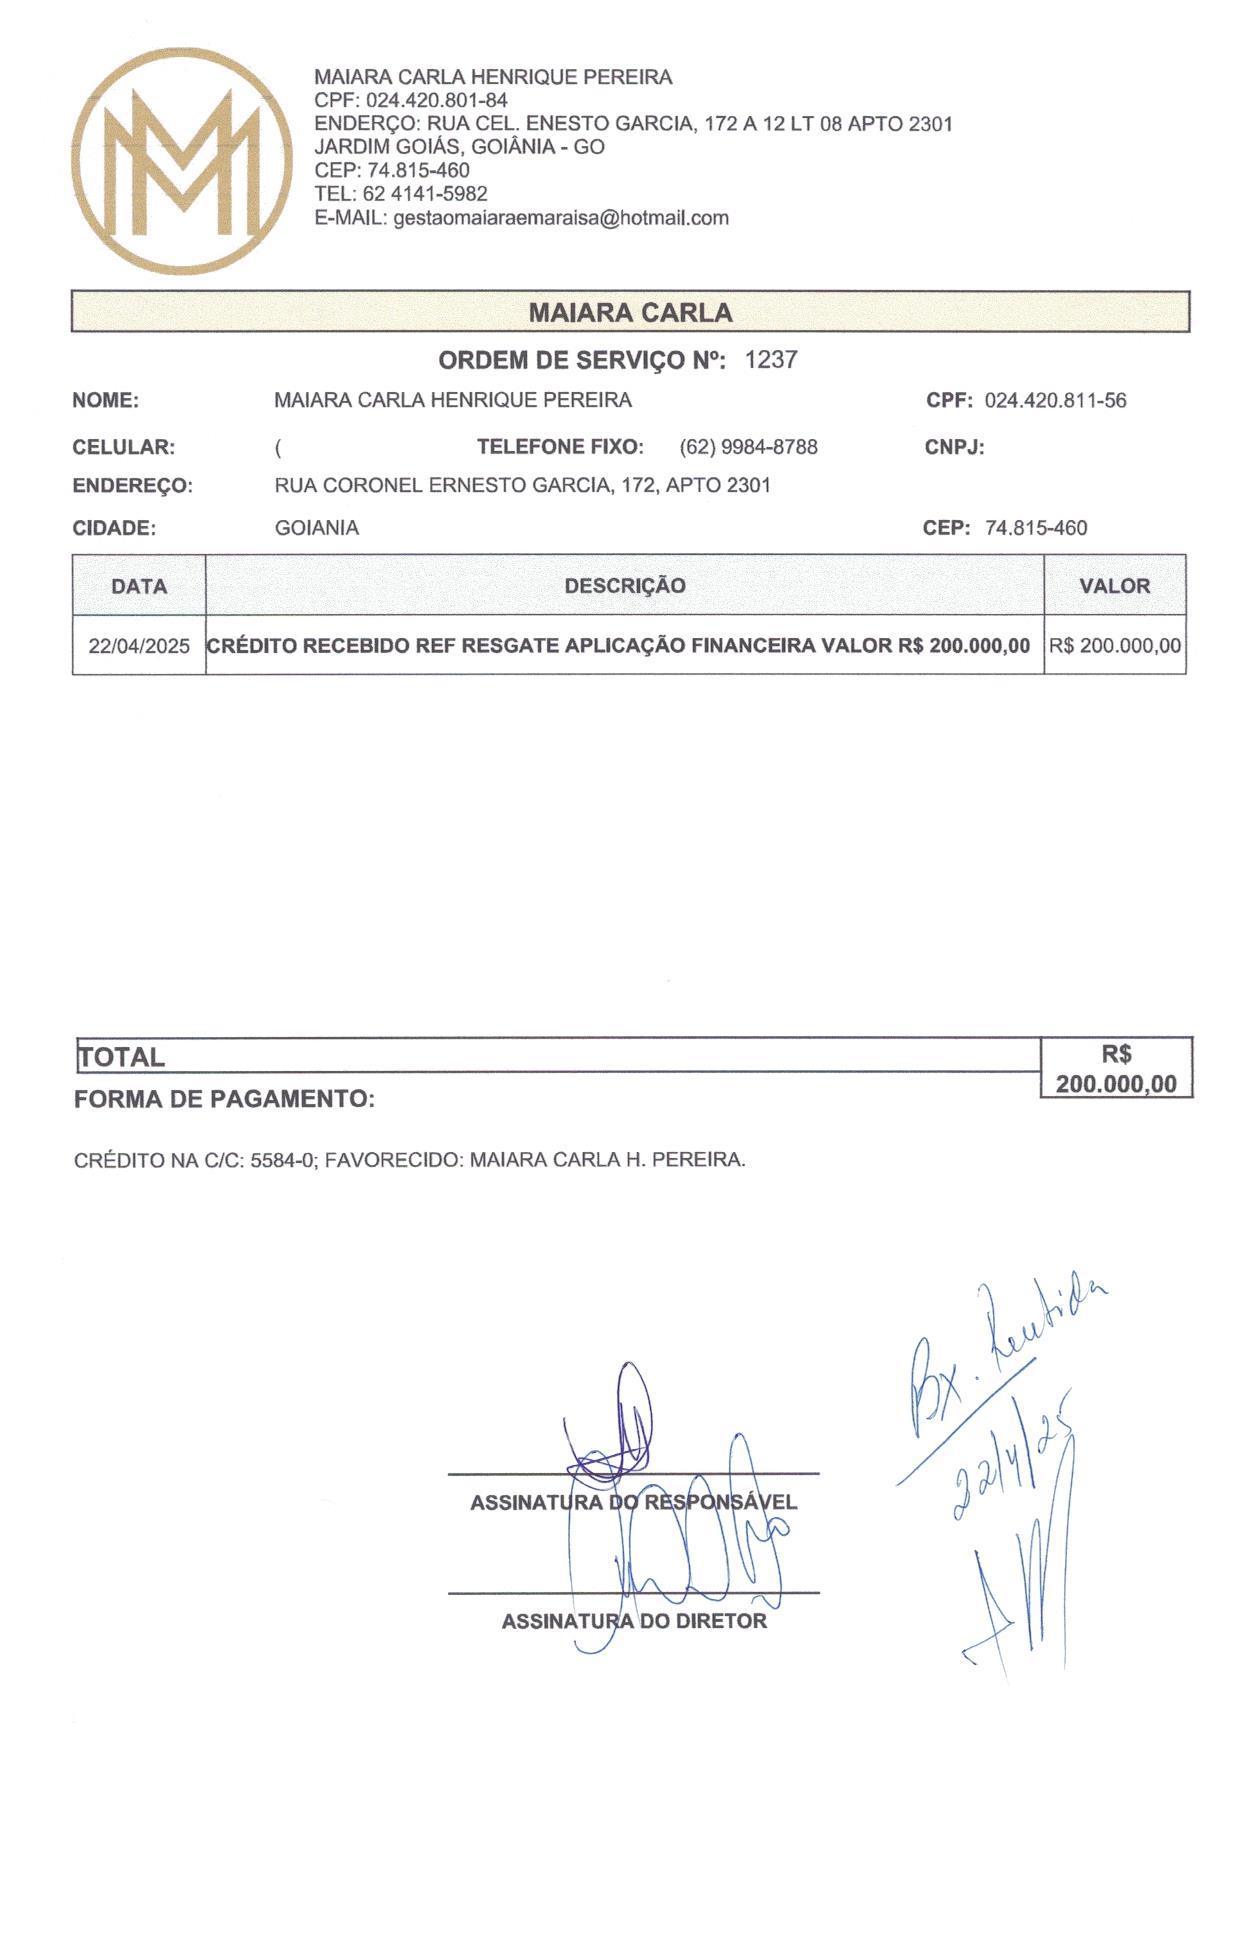 MAIARA CARLA HENRIQUE PEREIRA
CPF: 024.420.801-84
ENDERÇO: RUA CEL. ENESTO GARCIA, 172 A 12 LT 08 APTO 2301
JARDIM GOIÁS, GOIÂNIA - GO
CEP: 74.815-460
TEL: 62 4141-5982
E-MAIL: gestaomaiaraemaraisa@hotmail.com
MAIARA CARLA
ORDEM DE SERVIÇO Nº: 1237
NOME: MAIARA CARLA HENRIQUE PEREIRA CPF: 024.420.811-56
CELULAR: ( TELEFONE FIXO: (62) 9984-8788 CNPJ:
ENDEREÇO: RUA CORONEL ERNESTO GARCIA, 172, APTO 2301
CIDADE: GOIANIA CEP: 74.815-460
DATA DESCRIÇÃO VALOR
22/04/2025 CRÉDITO RECEBIDO REF RESGATE APLICAÇÃO FINANCEIRA VALOR R$ 200.000,00 R$ 200.000,00
TOTAL R$
200.000,00
FORMA DE PAGAMENTO:
CRÉDITO NA C/C: 5584-0; FAVORECIDO: MAIARA CARLA H. PEREIRA.
Bx.
22/4/25
ASSINATURA DO RESPONSÁVEL
ASSINATURA DO DIRETOR